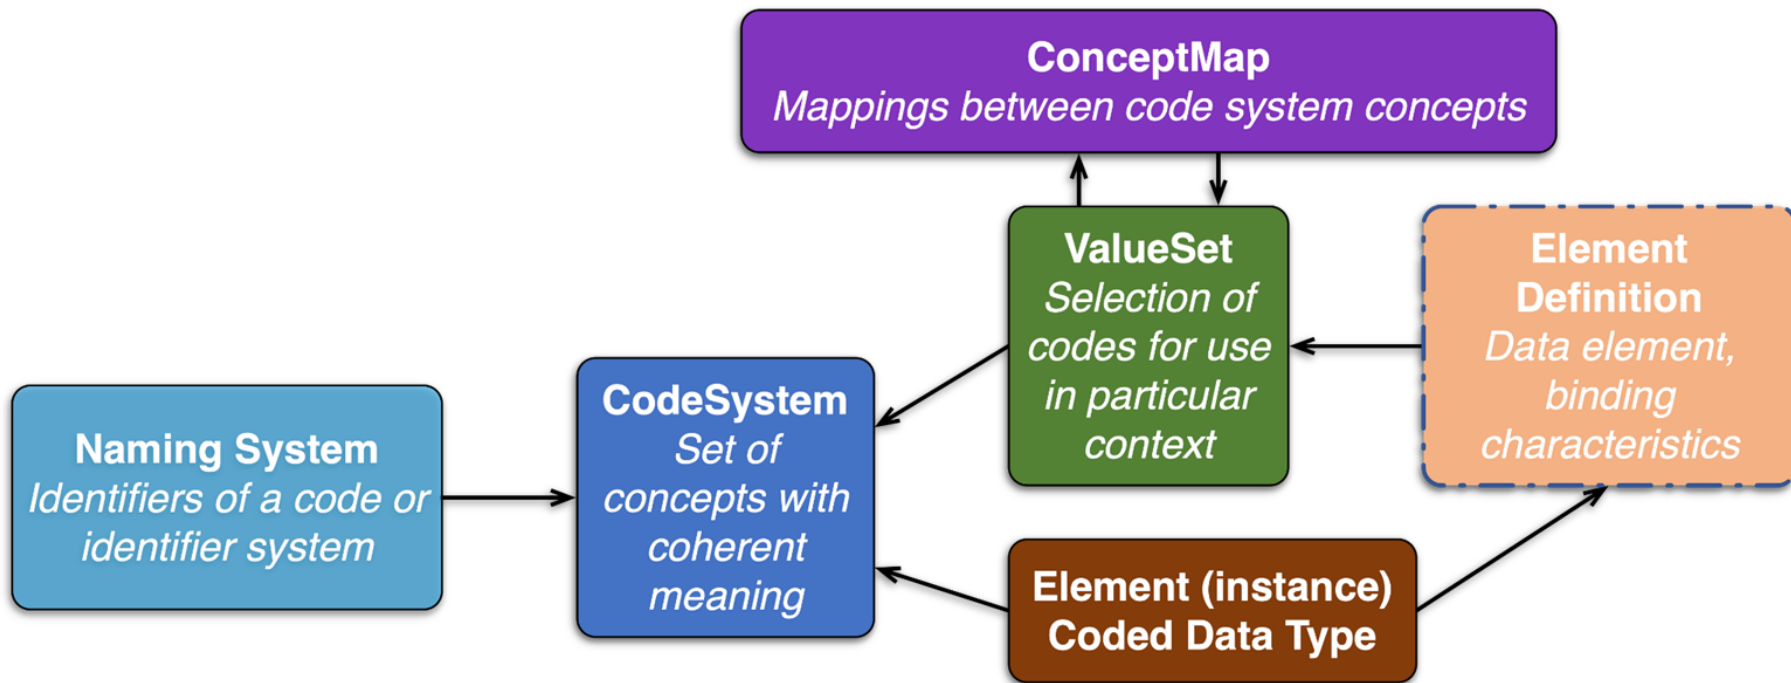 ConceptMap
Mappings between code system concepts
ValueSet
Selection of
codes for use
in particular
context
Element
Definition
Data element,
binding
characteristics
CodeSystem
Set of
concepts with
coherent
meaning
Naming System
Identifiers of a code or
identifier system
Element (instance)
Coded Data Type